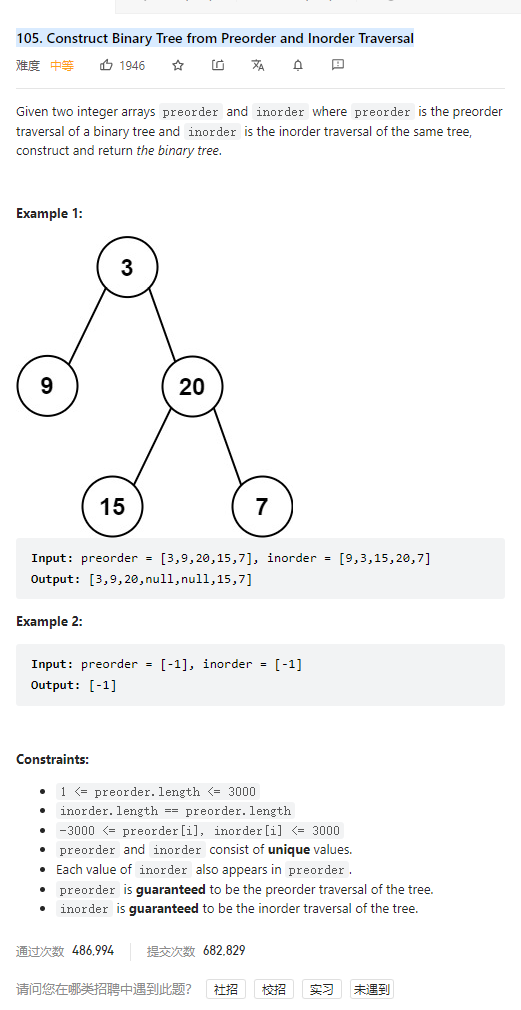 105. Construct Binary Tree from Preorder and Inorder Traversal
难度 中等 1946
Given two integer arrays preorder and inorder where preorder is the preorder
traversal of a binary tree and inorder is the inorder traversal of the same tree,
construct and return the binary tree.
Example 1:
3
9 20
15 7
Input: preorder = [3,9,20,15,7], inorder = [9,3,15,20,7]
Output: [3,9,20,null,null,15,7]
Example 2:
Input: preorder = [-1], inorder = [-1]
Output: [-1]
Constraints:
• 1 <= preorder.length <= 3000
• inorder.length == preorder.length
• -3000 <= preorder[i], inorder[i] <= 3000
• preorder and inorder consist of unique values.
• Each value of inorder also appears in preorder.
• preorder is guaranteed to be the preorder traversal of the tree.
• inorder is guaranteed to be the inorder traversal of the tree.
通过次数 486,994 提交次数 682,829
请问您在哪类招聘中遇到此题? 社招 校招 实习 未遇到